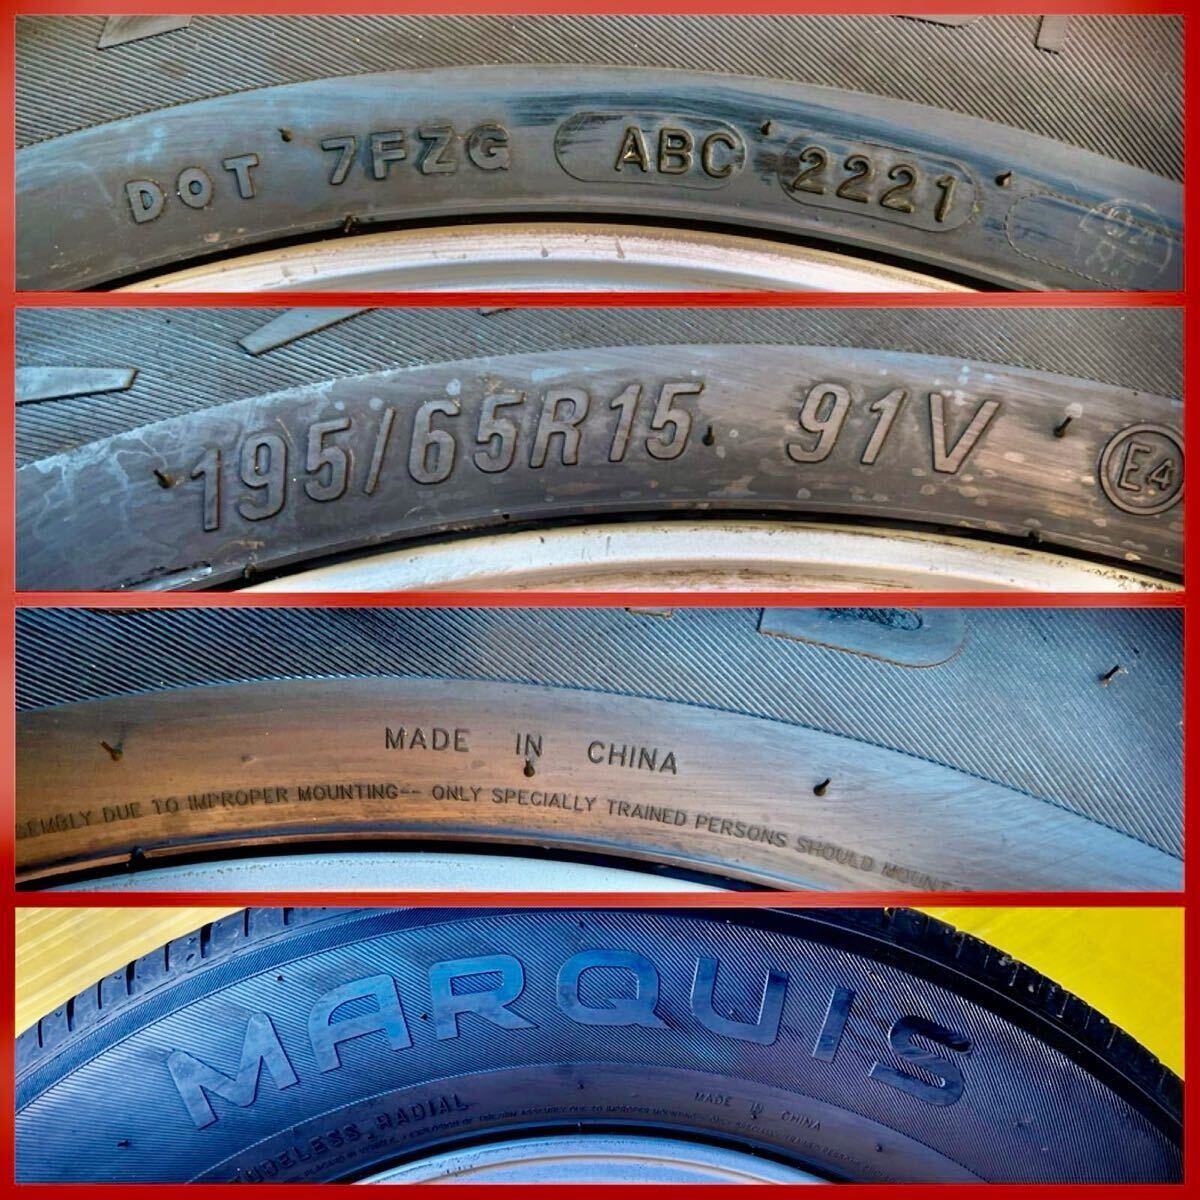 DOT 7FZG ABC 2221
195/65R15 91V E4
MADE IN CHINA
DUE TO IMPROPER MOUNTING-- ONLY SPECIALLY TRAINED PERSONS SHOULD MOUNT
MARQUIS
TUBELESS RADIAL
MADE IN CHINA